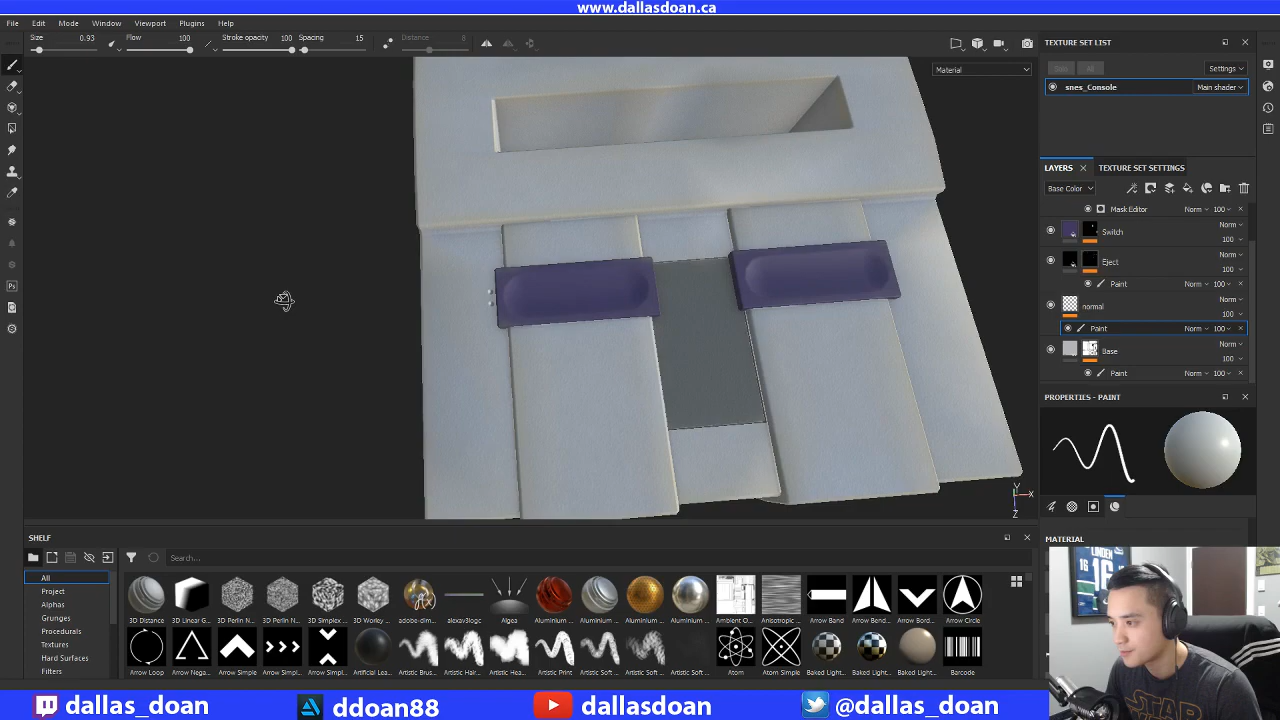 www.dallasdoan.ca
File Edit Mode Window Viewport Plugins Help
Size 0.93 Flow 100 Stroke opacity 100 Spacing 15 Distance 8
Material
TEXTURE SET LIST
Settings
snes_Console Main shader
LAYERS TEXTURE SET SETTINGS
Base Color
Mask Editor Norm 100
Switch Norm 100
Eject Norm 100
Paint Norm 100
normal Norm 100
Paint Norm 100
Base Norm 100
Paint Norm 100
PROPERTIES - PAINT
MATERIAL
Y
X
Z
SHELF
Search...
All
Project
Alphas
Grunges
Procedurals
Textures
Hard Surfaces
Filters
3D Distance 3D Linear G... 3D Perlin N... 3D Perlin N... 3D Simplex ... 3D Worley ... adobe-dim... alexav3logc Algea Aluminium ... Aluminium ... Aluminium ... Aluminium ... Ambient O... Anisotropic ... Arrow Band Arrow Bend... Arrow Bord... Arrow Circle
Arrow Loop Arrow Nega... Arrow Simpl... Arrow Simpl... Arrow Simpl... Artificial Lea... Artistic Brus... Artistic Hair... Artistic Hea... Artistic Print Artistic Soft ... Artistic Soft ... Atom Atom Simple Baked Light... Baked Light... Baked Light... Barcode
LINDEN
16
STAR
dallas_doan ddoan88 dallasdoan @dallas_doan